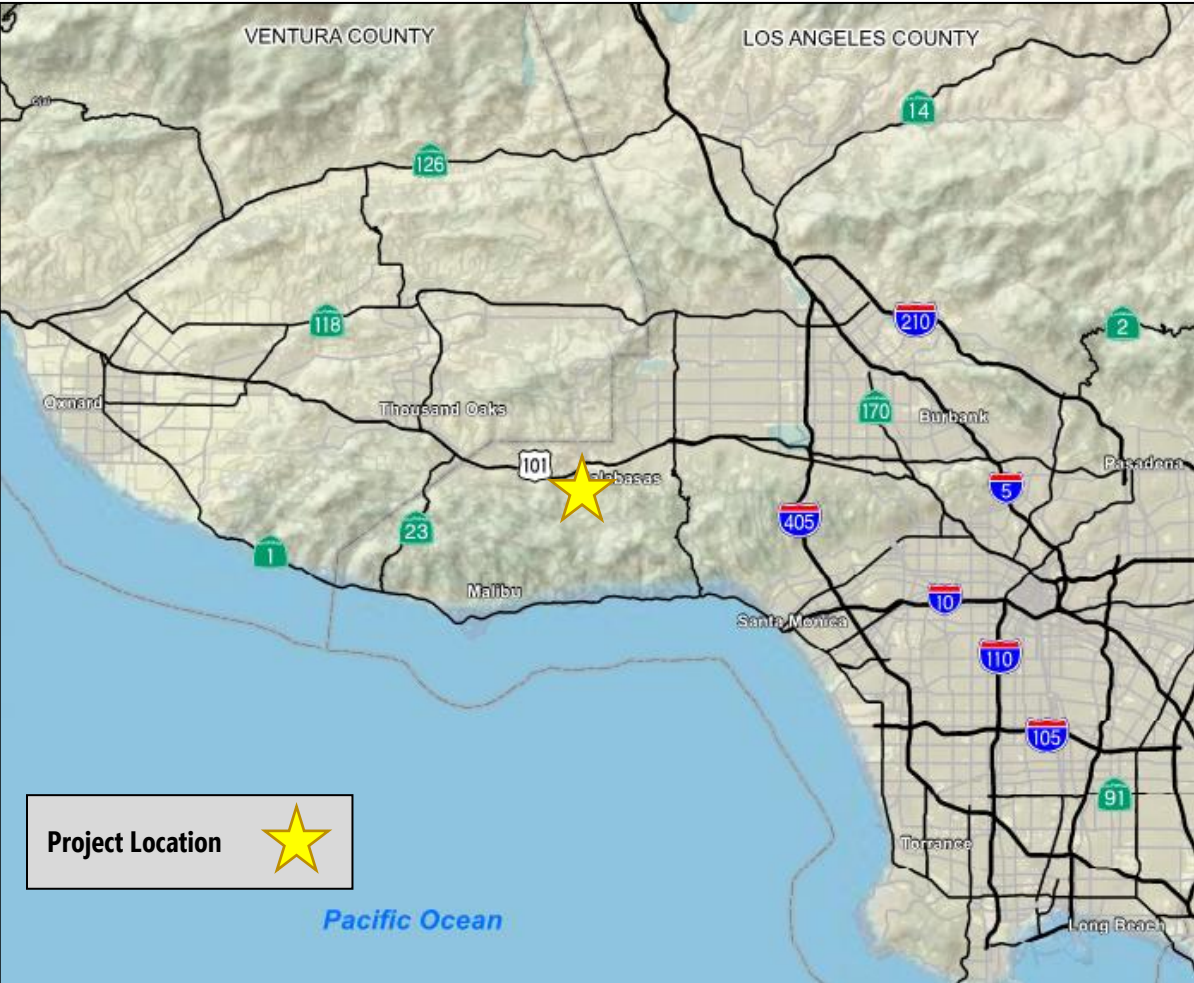 VENTURA COUNTY
LOS ANGELES COUNTY
14
126
118
210
2
Oxnard
Thousand Oaks
170
Burbank
101
alabasas
Pasadena
5
405
23
1
Malibu
10
Santa Monica
110
105
91
Project Location
Torrance
Pacific Ocean
Long Beach